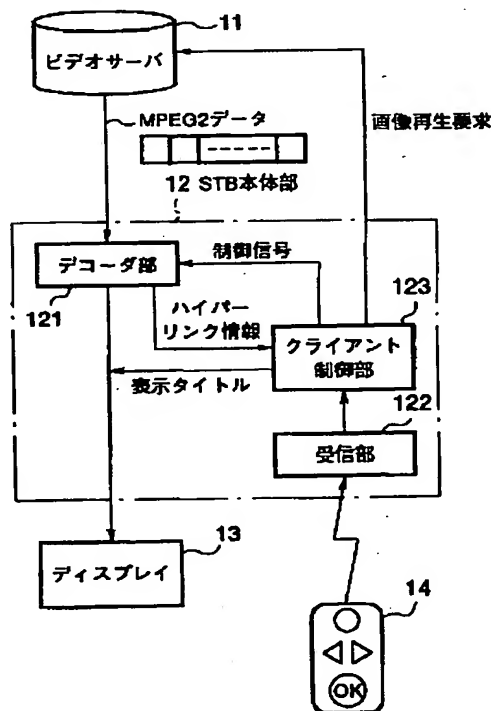 11
ビデオサーバ
MPEG2データ
画像再生要求
12 STB本体部
デコーダ部
制御信号
121
123
ハイパー
リンク情報
クライアント
制御部
表示タイトル
122
受信部
13
ディスプレイ
14
OK